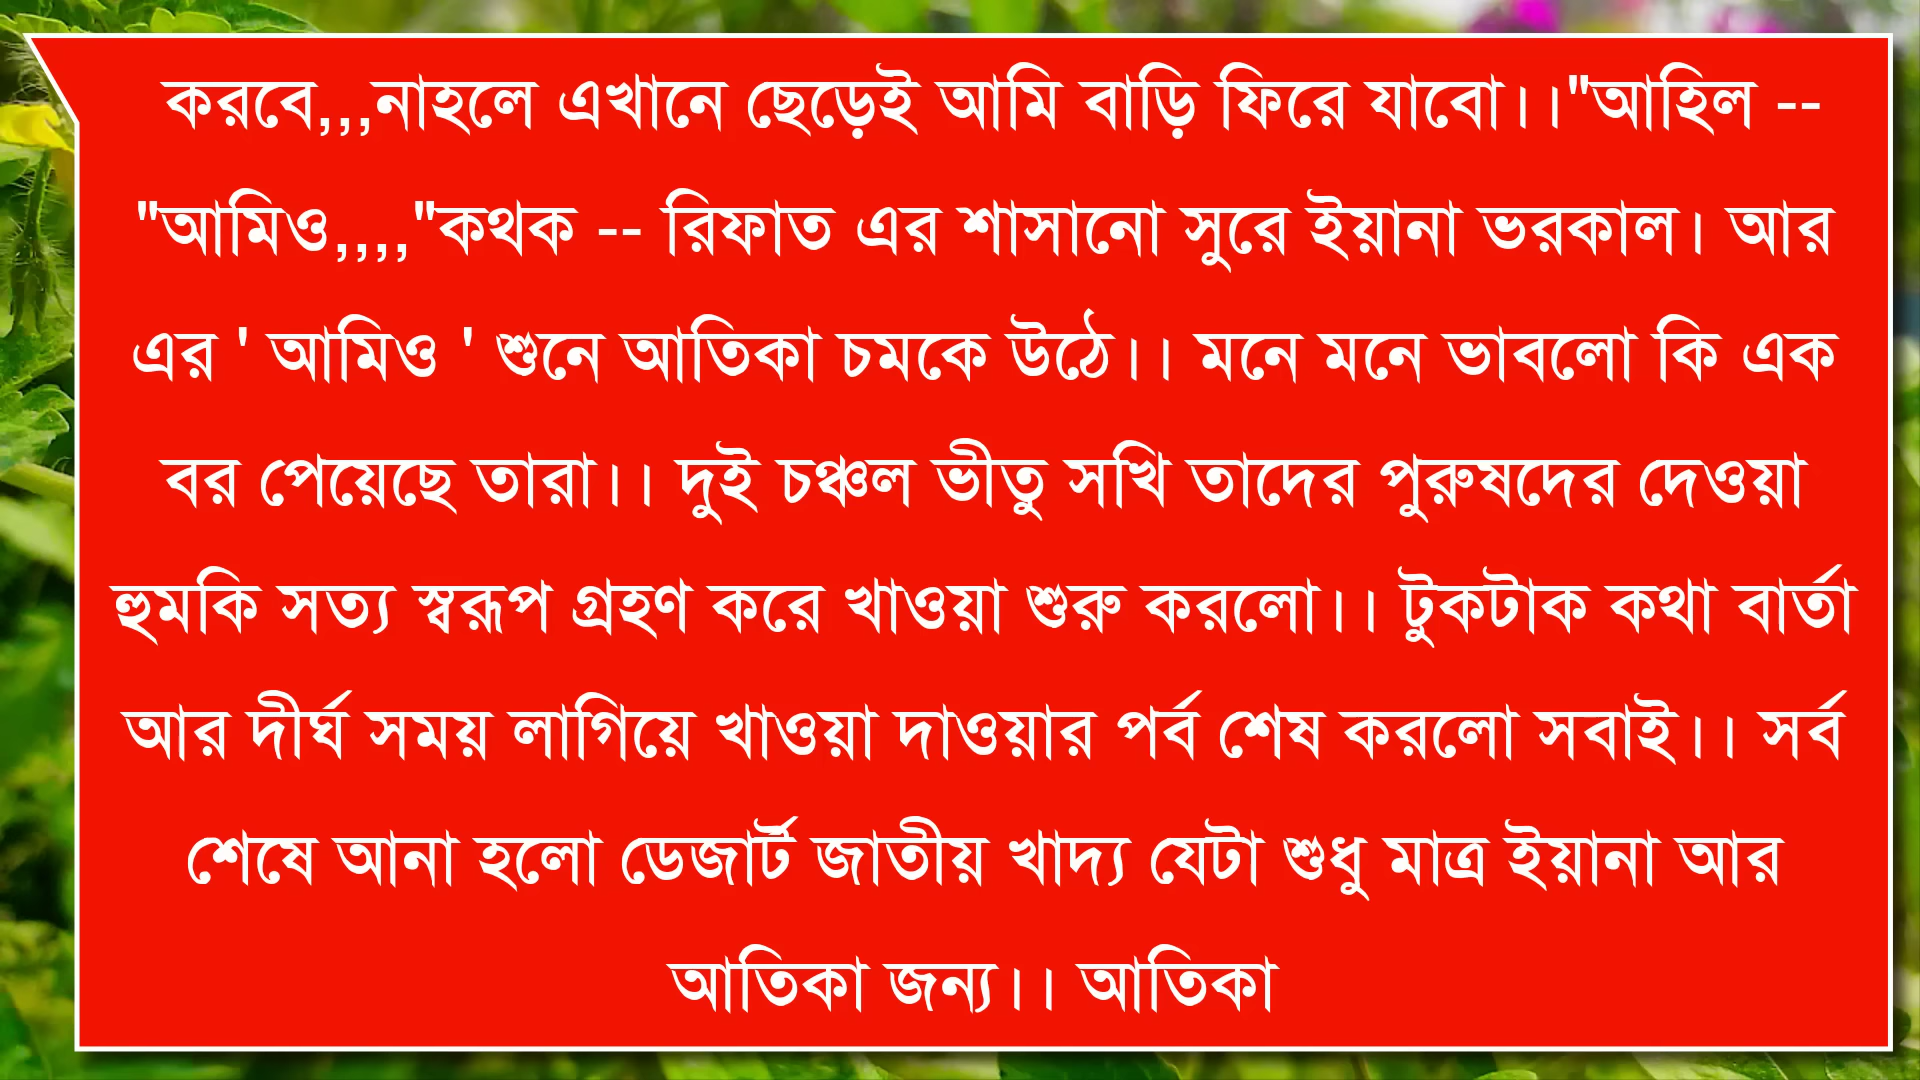 করবে,,,নাহলে এখানে ছেড়েই আমি বাড়ি ফিরে যাবো।।"আহিল --
"আমিও,,,,"কথক -- রিফাত এর শাসানো সুরে ইয়ানা ভরকাল। আর
এর ' আমিও ' শুনে আতিকা চমকে উঠে।। মনে মনে ভাবলো কি এক
বর পেয়েছে তারা।। দুই চঞ্চল ভীতু সখি তাদের পুরুষদের দেওয়া
হুমকি সত্য স্বরূপ গ্রহণ করে খাওয়া শুরু করলো।। টুকটাক কথা বার্তা
আর দীর্ঘ সময় লাগিয়ে খাওয়া দাওয়ার পর্ব শেষ করলো সবাই।। সর্ব
শেষে আনা হলো ডেজার্ট জাতীয় খাদ্য যেটা শুধু মাত্র ইয়ানা আর
আতিকা জন্য।। আতিকা